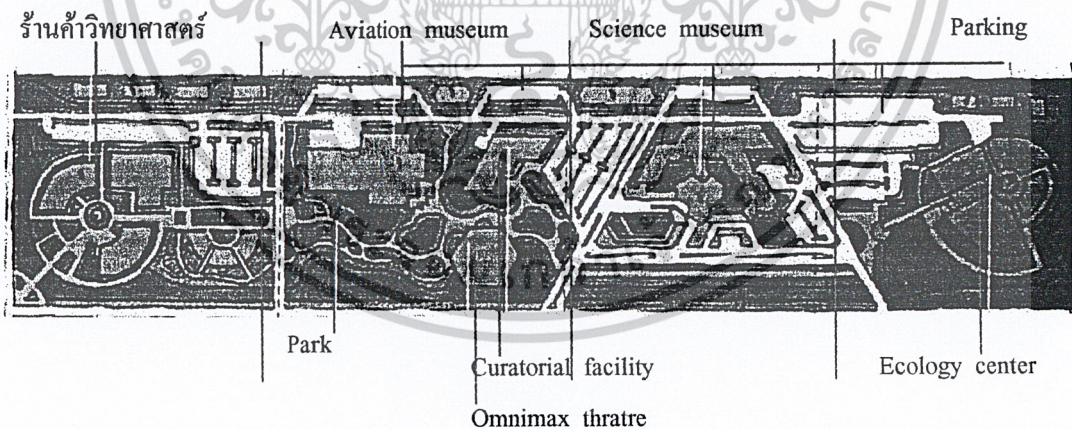 ร้านค้าวิทยาศาสตร์ Aviation museum Science museum Parking
Park
Curatorial facility Ecology center
Omnimax thratre